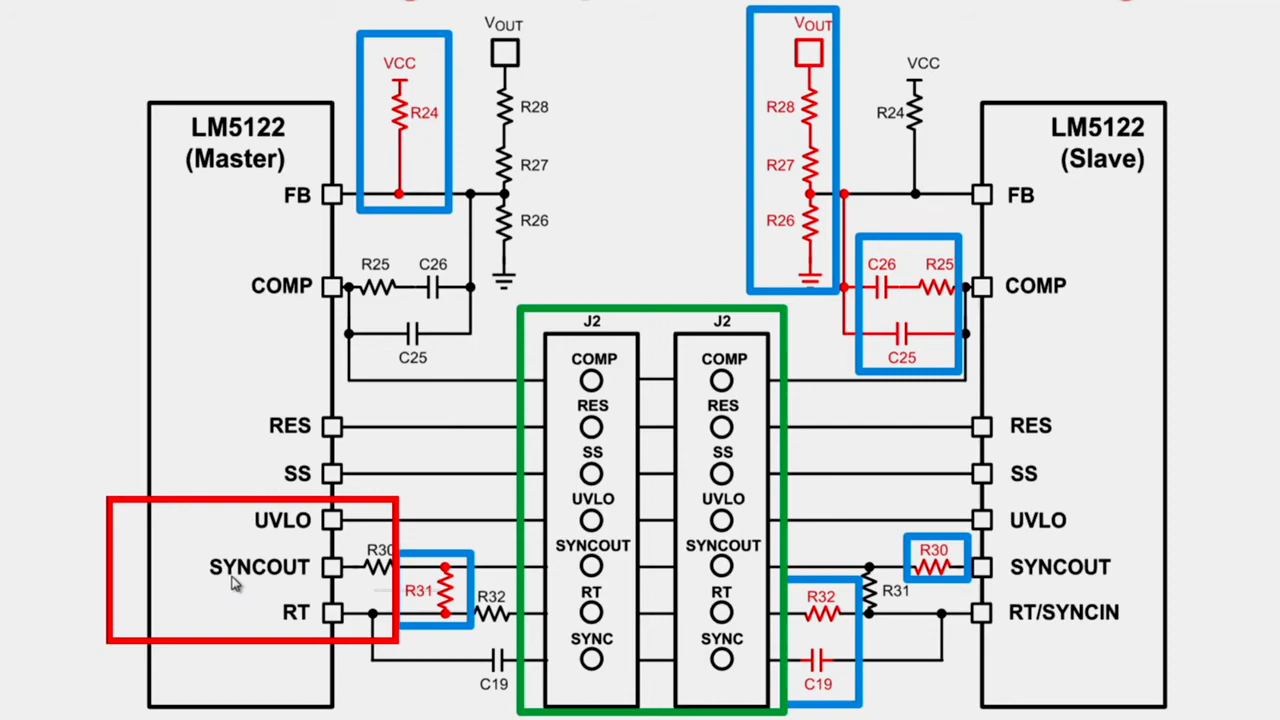 VOUT
VOUT
VCC
VCC
R24
R28
R28
R24
LM5122
(Master)
LM5122
(Slave)
R27
R27
FB
FB
R26
R26
R25
C26
C26
R25
COMP
COMP
C25
C25
J2
J2
COMP
COMP
RES
RES
RES
RES
SS
SS
SS
SS
UVLO
UVLO
UVLO
UVLO
SYNCOUT
SYNCOUT
R30
R30
SYNCOUT
SYNCOUT
R31
R32
RT
RT
R32
R31
RT
RT/SYNCIN
SYNC
SYNC
C19
C19